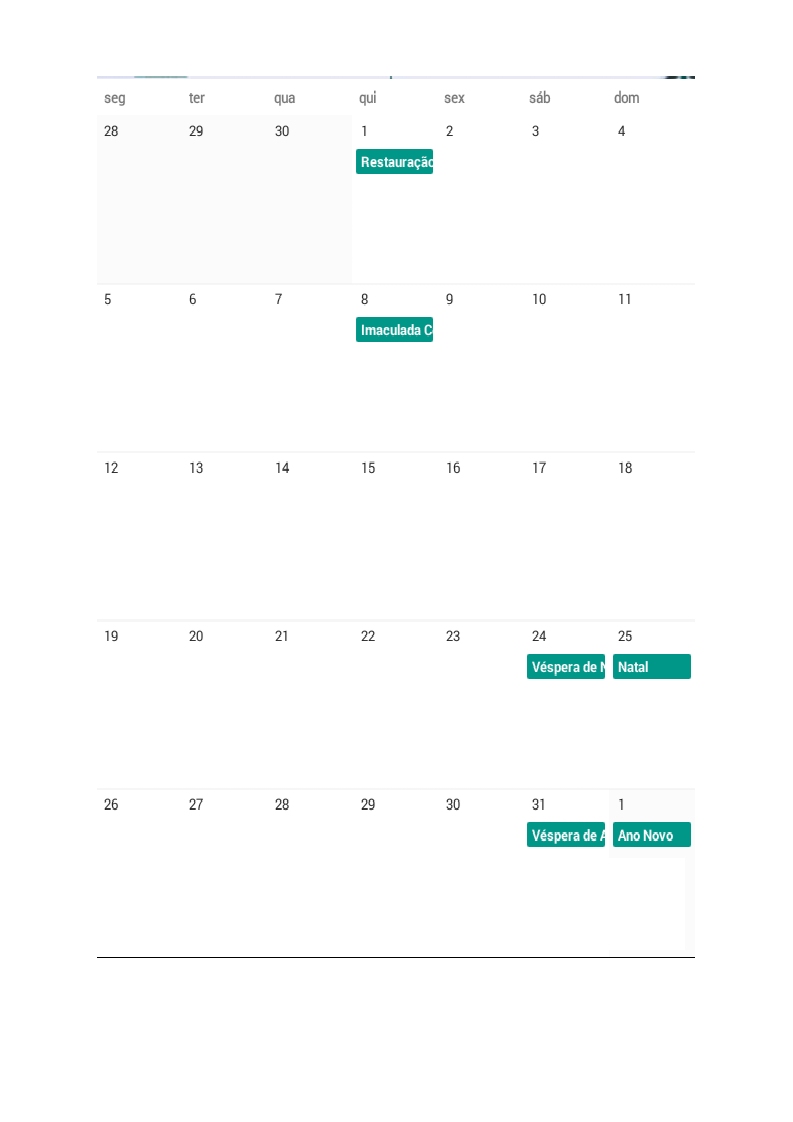 seg ter qua qui sex sáb dom
28 29 30 1 2 3 4
Restauração
5 6 7 8 9 10 11
Imaculada C
12 13 14 15 16 17 18
19 20 21 22 23 24 25
Véspera de N Natal
26 27 28 29 30 31 1
Véspera de A Ano Novo